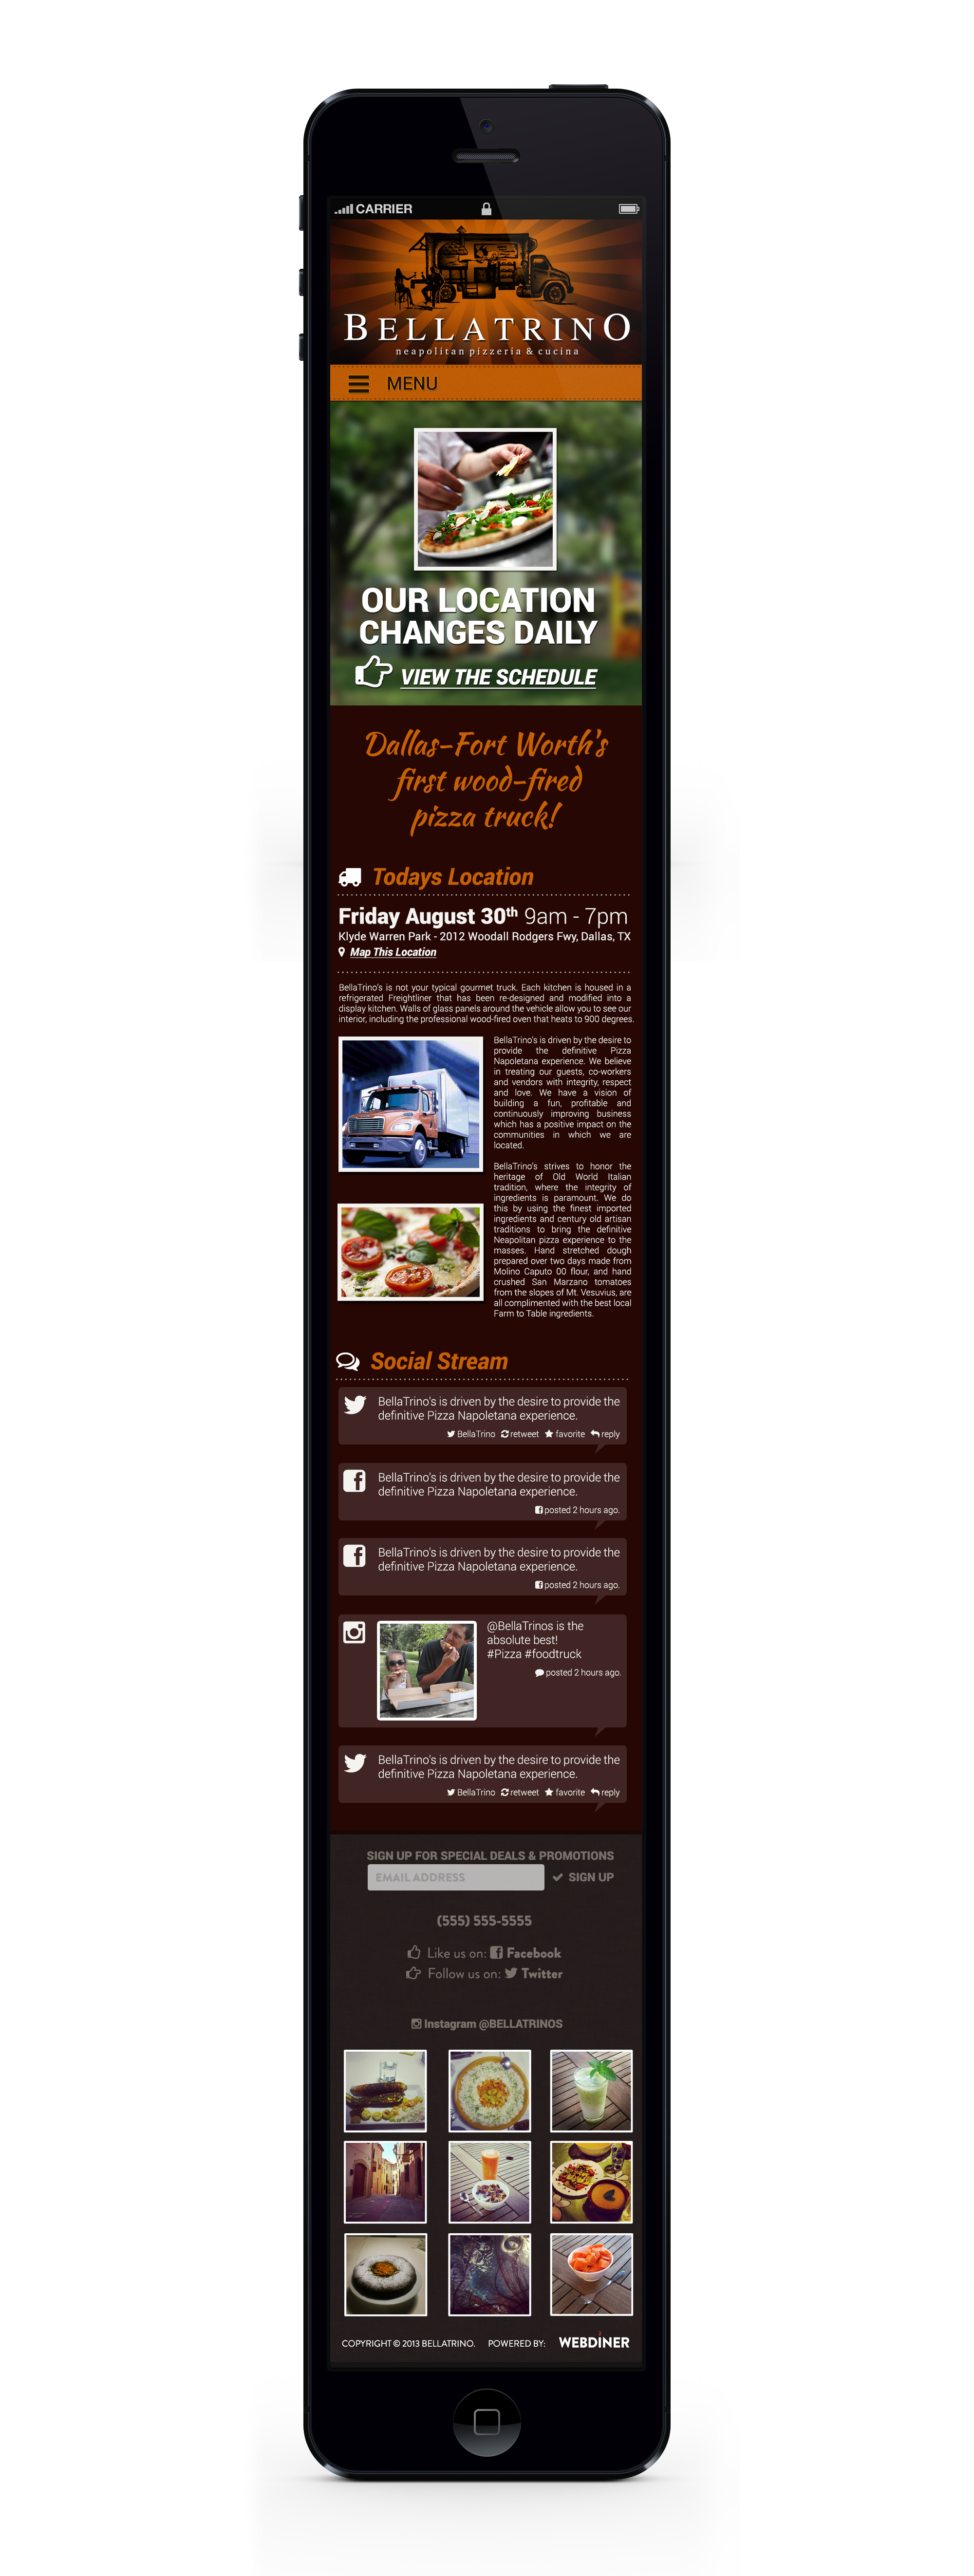 CARRIER
BELLATRINO
neapolitan pizzeria & cucina
MENU
OUR LOCATION
CHANGES DAILY
VIEW THE SCHEDULE
Dallas-Fort Worth's
first wood-fired
pizza truck!
Todays Location
Friday August 30th 9am - 7pm
Klyde Warren Park - 2012 Woodall Rodgers Fwy, Dallas, TX
Map This Location
BellaTrino's is not your typical gourmet truck. Each kitchen is housed in a
refrigerated Freightliner that has been re-designed and modified into a
display kitchen. Walls of glass panels around the vehicle allow you to see our
interior, including the professional wood-fired oven that heats to 900 degrees.
BellaTrino's is driven by the desire to
provide the definitive Pizza
Napoletana experience. We believe
in treating our guests, co-workers
and vendors with integrity, respect
and love. We have a vision of
building a fun, profitable and
continuously improving business
which has a positive impact on the
communities in which we are
located.
BellaTrino's strives to honor the
heritage of Old World Italian
tradition, where the integrity of
ingredients is paramount. We do
this by using the finest imported
ingredients and century old artisan
traditions to bring the definitive
Neapolitan pizza experience to the
masses. Hand stretched dough
prepared over two days made from
Molino Caputo 00 flour, and hand
crushed San Marzano tomatoes
from the slopes of Mt. Vesuvius, are
all complimented with the best local
Farm to Table ingredients.
Social Stream
BellaTrino's is driven by the desire to provide the
definitive Pizza Napoletana experience.
BellaTrino retweet favorite reply
BellaTrino's is driven by the desire to provide the
definitive Pizza Napoletana experience.
posted 2 hours ago.
BellaTrino's is driven by the desire to provide the
definitive Pizza Napoletana experience.
posted 2 hours ago.
@BellaTrinos is the
absolute best!
#Pizza #foodtruck
posted 2 hours ago.
BellaTrino's is driven by the desire to provide the
definitive Pizza Napoletana experience.
BellaTrino retweet favorite reply
SIGN UP FOR SPECIAL DEALS & PROMOTIONS
EMAIL ADDRESS SIGN UP
(555) 555-5555
Like us on: Facebook
Follow us on: Twitter
Instagram @BELLATRINOS
COPYRIGHT © 2013 BELLATRINO. POWERED BY: WEBDINER